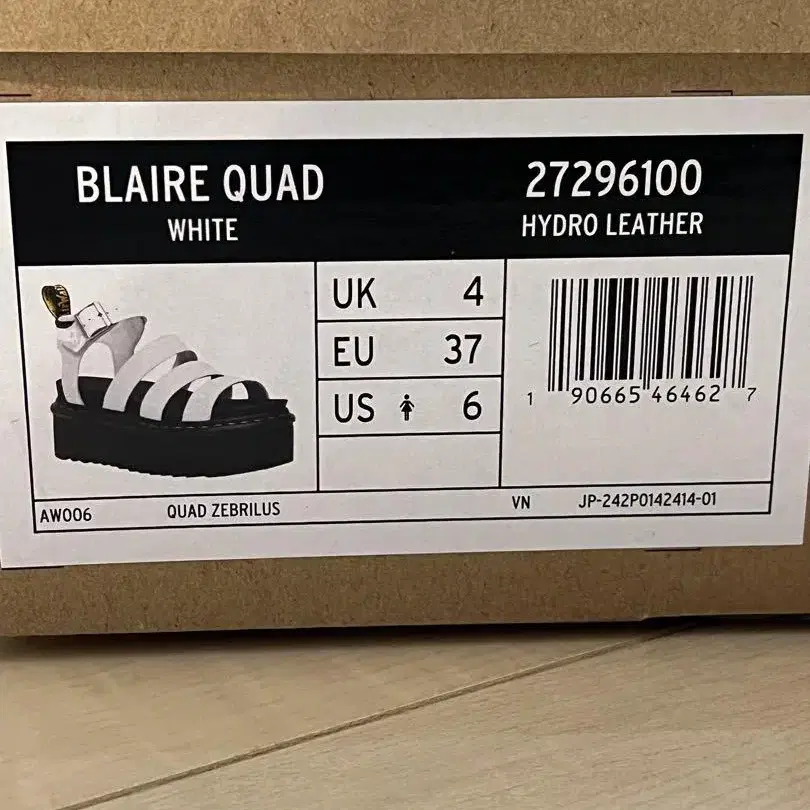 BLAIRE QUAD
WHITE
27296100
HYDRO LEATHER
UK 4
EU 37
US 6
1 90665 46462 7
AW006 QUAD ZEBRILUS VN JP-242P0142414-01